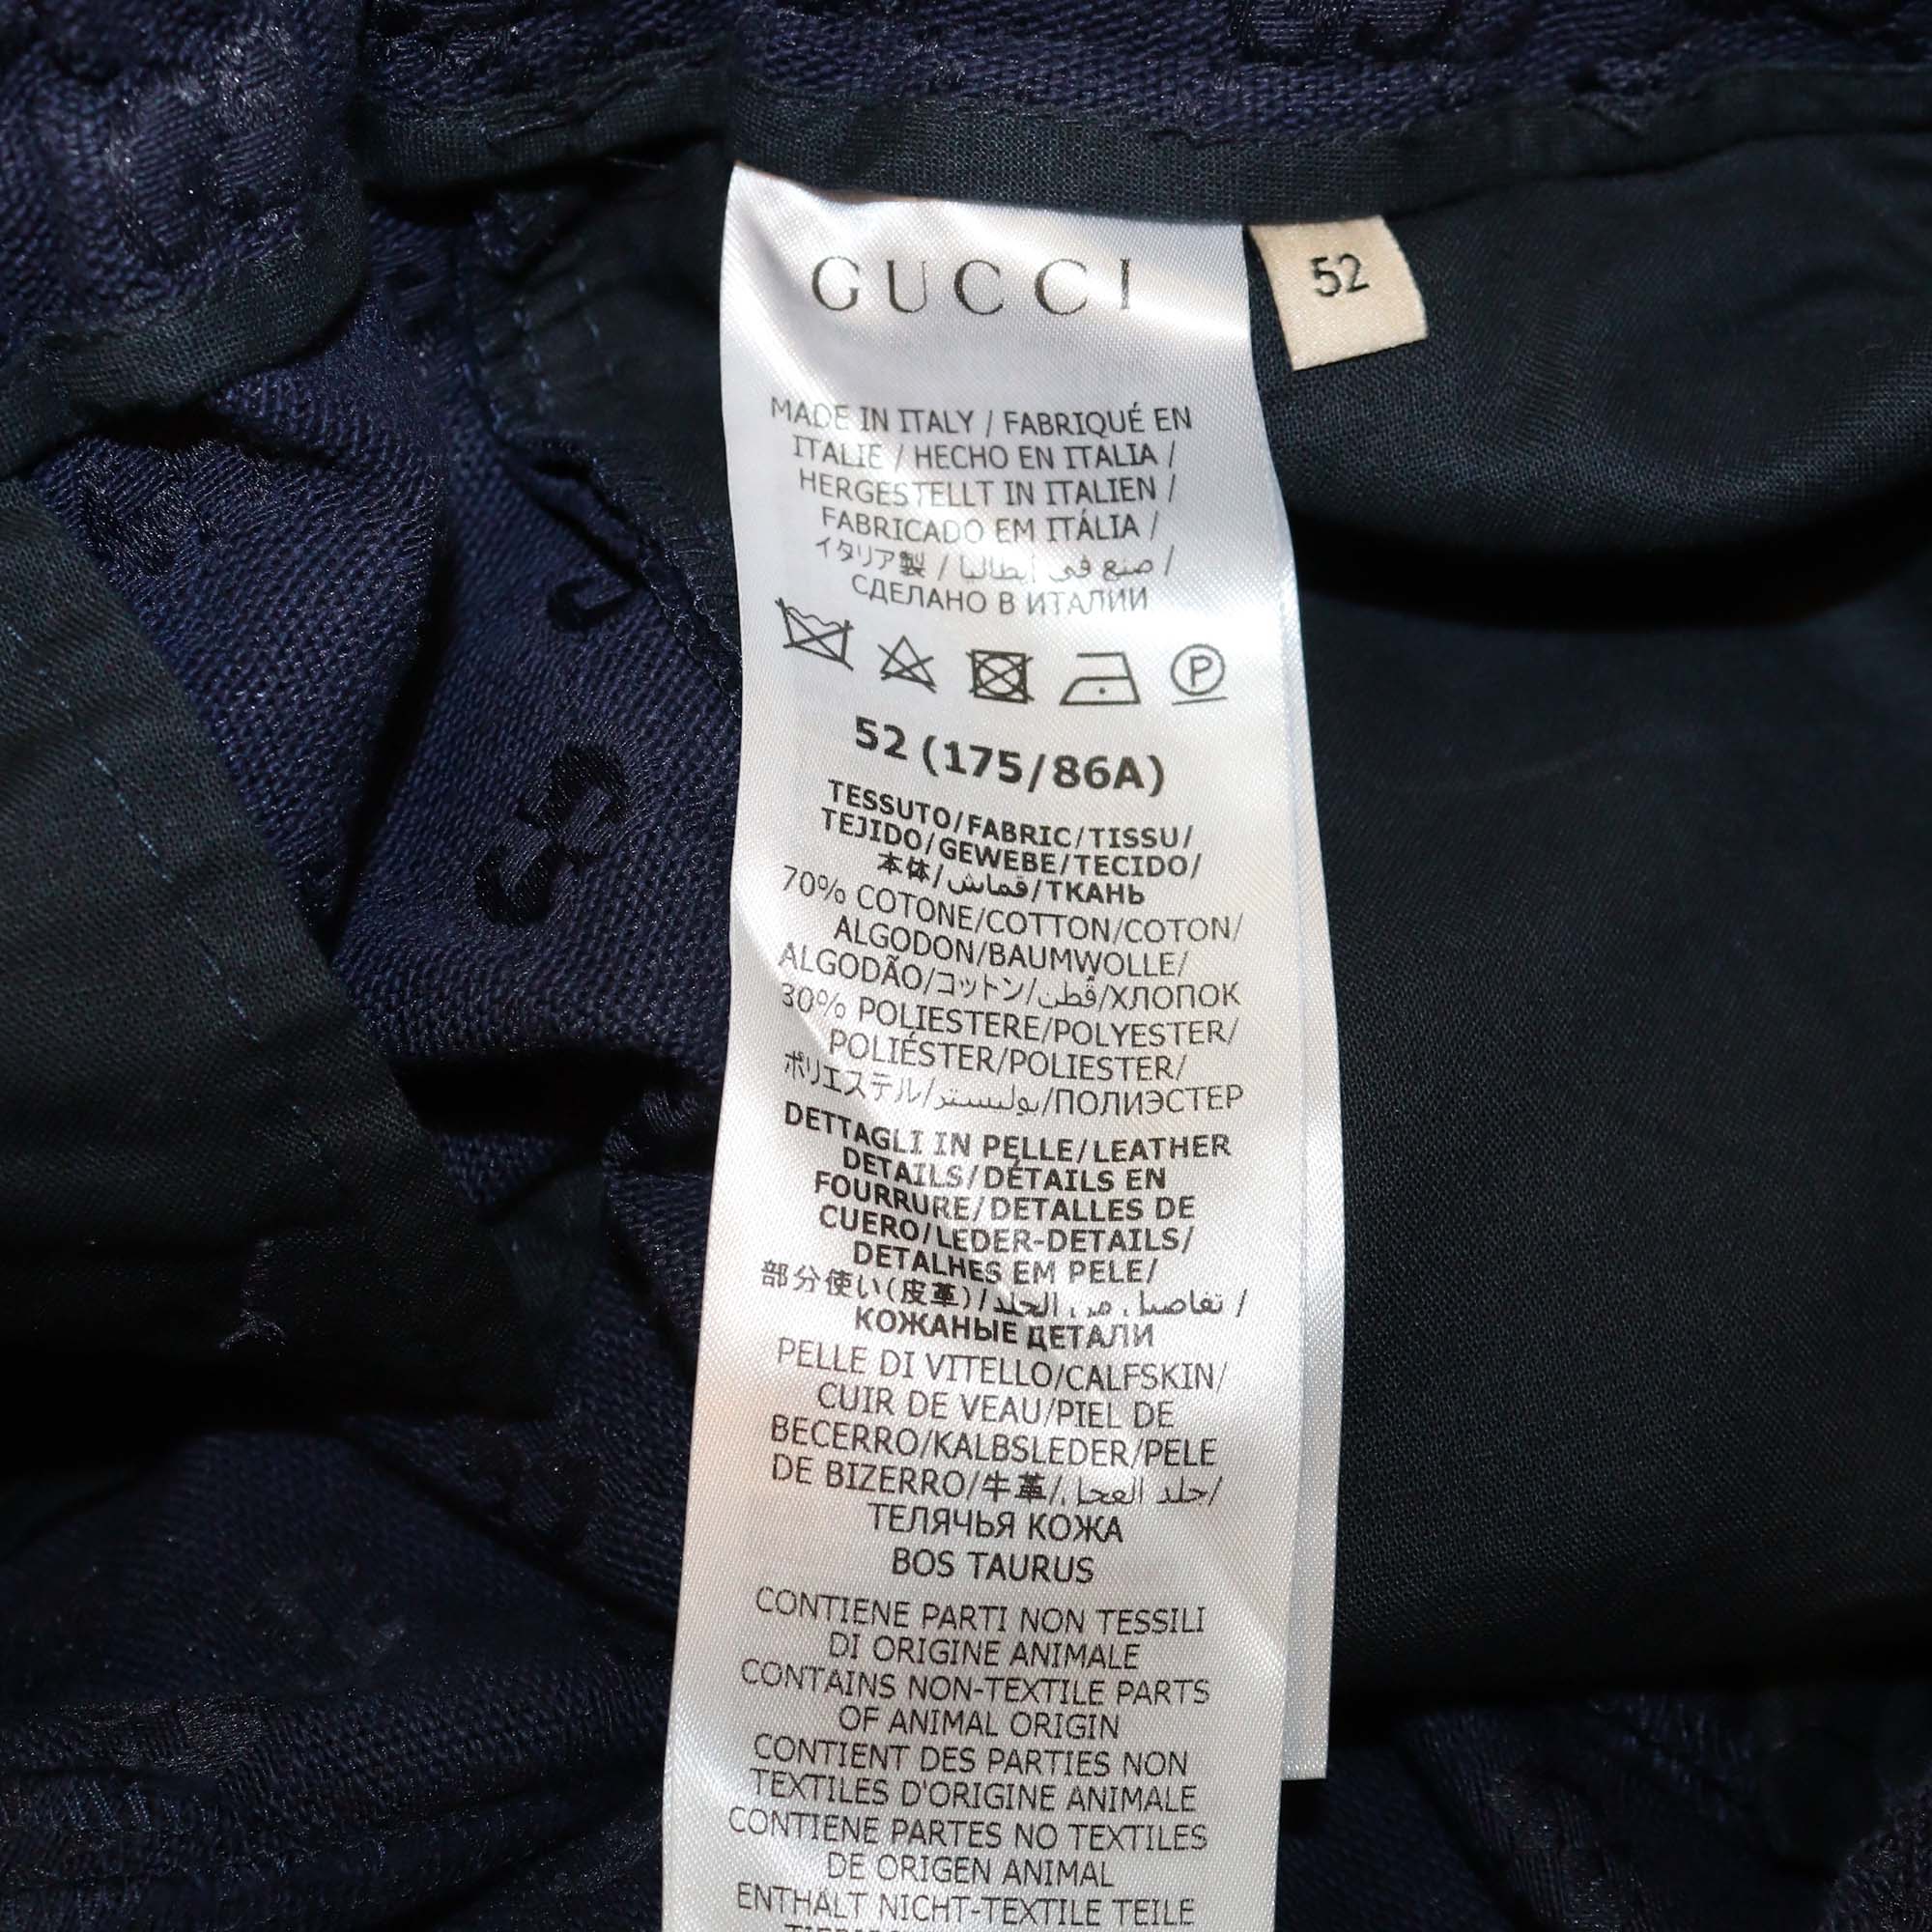 GUCCI
52
MADE IN ITALY / FABRIQUÉ EN
ITALIE / HECHO EN ITALIA /
HERGESTELLT IN ITALIEN /
FABRICADO EM ITÁLIA /
イタリア製 / صنع في إيطاليا /
СДЕЛАНО В ИТАЛИИ
P
52 (175/86A)
TESSUTO/FABRIC/TISSU/
TEJIDO/GEWEBE/TECIDO/
本体/قماش/ТКАНЬ
70% COTONE/COTTON/COTON/
ALGODON/BAUMWOLLE/
ALGODÃO/コットン/قطن/ХЛОПОК
30% POLIESTERE/POLYESTER/
POLIÉSTER/POLIESTER/
ポリエステル/بوليستر/ПОЛИЭСТЕР
DETTAGLI IN PELLE/LEATHER
DETAILS/DÉTAILS EN
FOURRURE/DETALLES DE
CUERO/LEDER-DETAILS/
DETALHES EM PELE/
部分使い(皮革)/تفاصيل من الجلد /
КОЖАНЫЕ ДЕТАЛИ
PELLE DI VITELLO/CALFSKIN/
CUIR DE VEAU/PIEL DE
BECERRO/KALBSLEDER/PELE
DE BIZERRO/牛革/جلد العجل/
ТЕЛЯЧЬЯ КОЖА
BOS TAURUS
CONTIENE PARTI NON TESSILI
DI ORIGINE ANIMALE
CONTAINS NON-TEXTILE PARTS
OF ANIMAL ORIGIN
CONTIENT DES PARTIES NON
TEXTILES D'ORIGINE ANIMALE
CONTIENE PARTES NO TEXTILES
DE ORIGEN ANIMAL
ENTHÄLT NICHT-TEXTILE TEILE